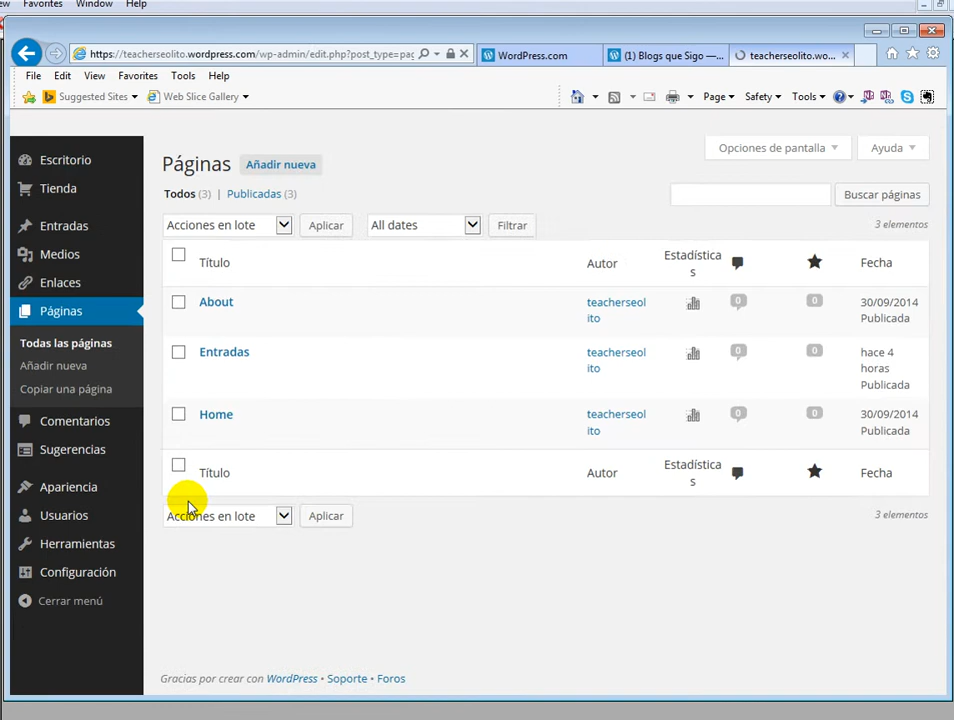 ew Favorites Window Help
https://teacherseolito.wordpress.com/wp-admin/edit.php?post_type=pag
WordPress.com
(1) Blogs que Sigo —...
teacherseolito.wo...
File Edit View Favorites Tools Help
Suggested Sites
Web Slice Gallery
Page Safety Tools
Escritorio
Tienda
Entradas
Medios
Enlaces
Páginas
Todas las páginas
Añadir nueva
Copiar una página
Comentarios
Sugerencias
Apariencia
Usuarios
Herramientas
Configuración
Cerrar menú
Opciones de pantalla
Ayuda
Páginas Añadir nueva
Todos (3) | Publicadas (3)
Buscar páginas
Acciones en lote Aplicar All dates Filtrar
3 elementos
Título Autor Estadística
s
Fecha
About teacherseol
ito
0 0 30/09/2014
Publicada
Entradas teacherseol
ito
0 0 hace 4
horas
Publicada
Home teacherseol
ito
0 0 30/09/2014
Publicada
Título Autor Estadística
s
Fecha
Acciones en lote Aplicar
3 elementos
Gracias por crear con WordPress • Soporte • Foros